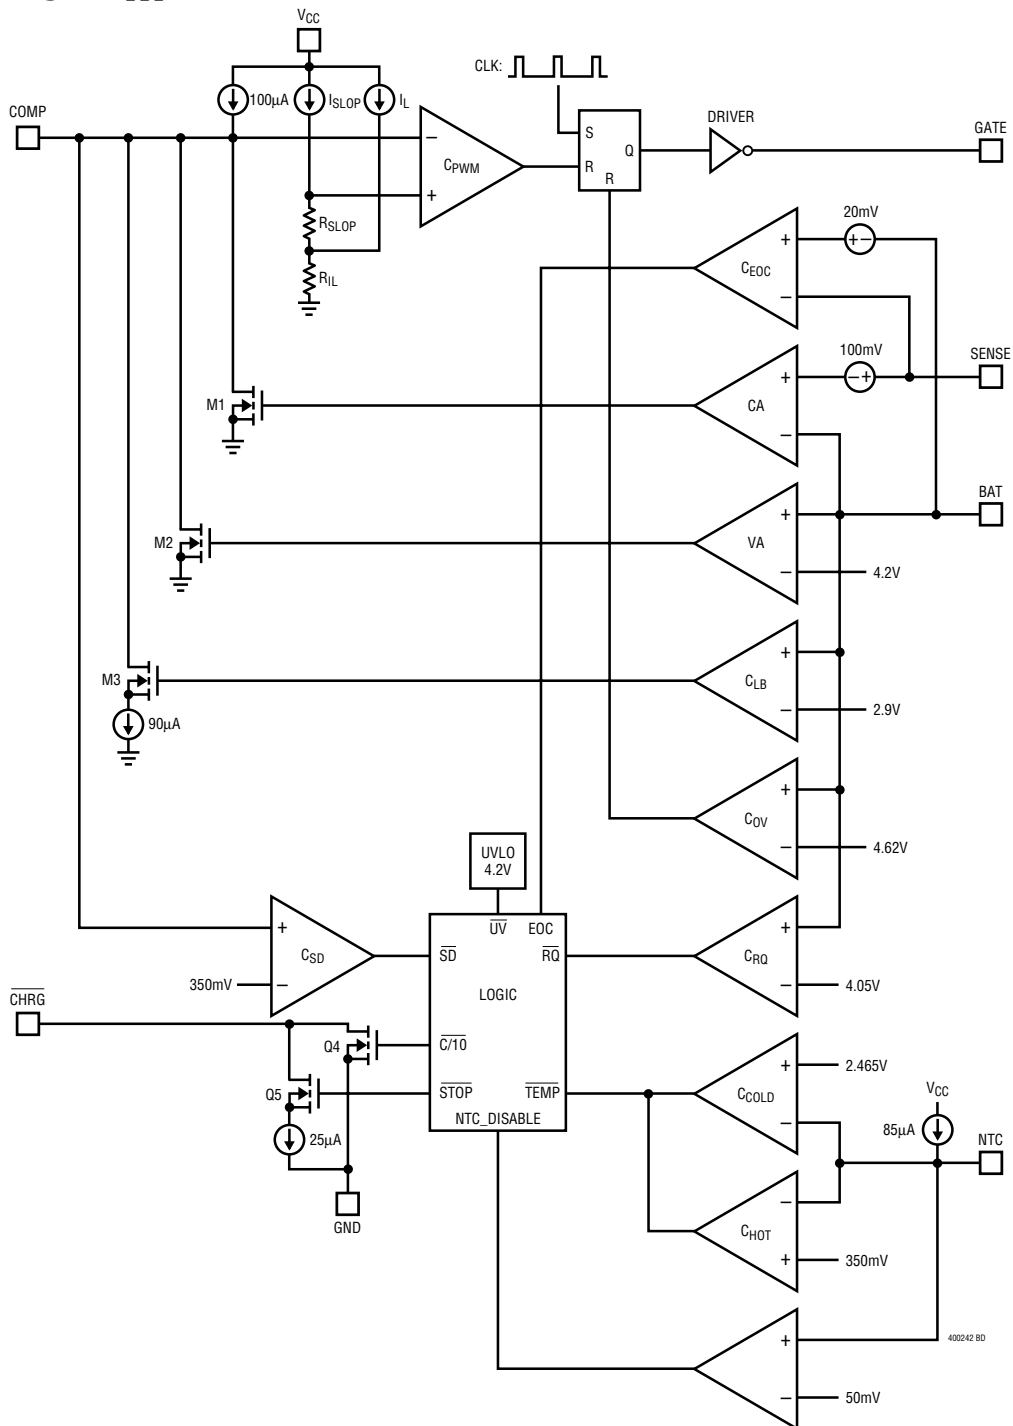 VCC
100µA
ISLOP
IL
CLK:
COMP
DRIVER
GATE
−
CPWM
+
S
R
Q
R
RSLOP
RIL
20mV
+
+−
CEOC
−
100mV
SENSE
+
−+
M1
CA
−
BAT
+
M2
VA
−
4.2V
+
M3
CLB
−
2.9V
90µA
+
COV
−
4.62V
UVLO
4.2V
+
UV
EOC
+
CSD
SD
RQ
CRQ
350mV
−
LOGIC
−
4.05V
CHRG
Q4
C/10
+
2.465V
Q5
STOP
TEMP
CCOLD
VCC
NTC_DISABLE
−
85µA
25µA
NTC
−
GND
CHOT
+
350mV
+
400242 BD
−
50mV